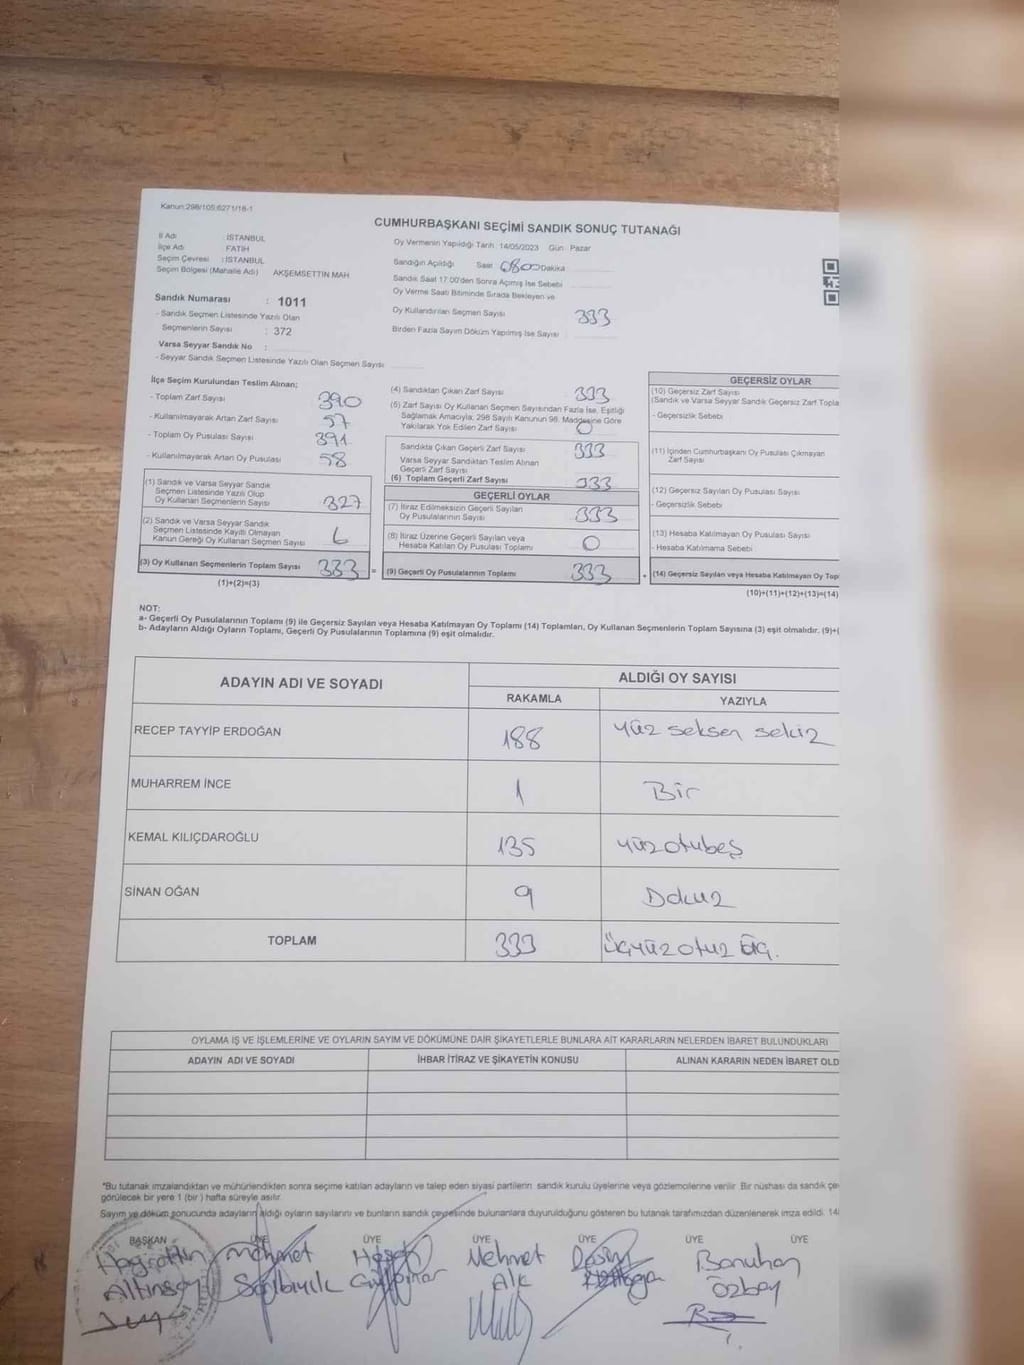 Kanun:298/105;6271/18-1
CUMHURBAŞKANI SEÇİMİ SANDIK SONUÇ TUTANAĞI
İl Adı : İSTANBUL
İlçe Adı FATİH
Seçim Çevresi : İSTANBUL
Seçim Bölgesi (Mahalle Adı) AKŞEMSETTİN MAH
Sandık Numarası : 1011
- Sandık Seçmen Listesinde Yazılı Olan
Seçmenlerin Sayısı : 372
Varsa Seyyar Sandık No :
- Seyyar Sandık Seçmen Listesinde Yazılı Olan Seçmen Sayısı
Oy Vermenin Yapıldığı Tarih 14/05/2023 Gün Pazar
Sandığın Açıldığı Saat 0800 Dakika
Sandık Saat 17:00'den Sonra Açılmış İse Sebebi
Oy Verme Saati Bitiminde Sırada Bekleyen ve
Oy Kullandırılan Seçmen Sayısı 333
Birden Fazla Sayım Döküm Yapılmış İse Sayısı
İlçe Seçim Kurulundan Teslim Alınan;
- Toplam Zarf Sayısı 390
- Kullanılmayarak Artan Zarf Sayısı 57
- Toplam Oy Pusulası Sayısı 391
- Kullanılmayarak Artan Oy Pusulası 58
(1) Sandık ve Varsa Seyyar Sandık
Seçmen Listesinde Yazılı Olup
Oy Kullanan Seçmenlerin Sayısı 327
(2) Sandık ve Varsa Seyyar Sandık
Seçmen Listesinde Kayıtlı Olmayan
Kanun Gereği Oy Kullanan Seçmen Sayısı 6
(3) Oy Kullanan Seçmenlerin Toplam Sayısı 333 =
(1)+(2)=(3)
(4) Sandıktan Çıkan Zarf Sayısı 333
(5) Zarf Sayısı Oy Kullanan Seçmen Sayısından Fazla İse, Eşitliği
Sağlamak Amacıyla; 298 Sayılı Kanunun 98. Maddesine Göre
Yakılarak Yok Edilen Zarf Sayısı 0
Sandıkta Çıkan Geçerli Zarf Sayısı 333
Varsa Seyyar Sandıktan Teslim Alınan
Geçerli Zarf Sayısı
(6) Toplam Geçerli Zarf Sayısı 333
GEÇERLİ OYLAR
(7) İtiraz Edilmeksizin Geçerli Sayılan
Oy Pusulalarının Sayısı 333
(8) İtiraz Üzerine Geçerli Sayılan veya
Hesaba Katılan Oy Pusulası Toplamı 0
(9) Geçerli Oy Pusulalarının Toplamı 333 +
GEÇERSİZ OYLAR
(10) Geçersiz Zarf Sayısı
(Sandık ve Varsa Seyyar Sandık Geçersiz Zarf Topla
- Geçersizlik Sebebi
(11) İçinden Cumhurbaşkanı Oy Pusulası Çıkmayan
Zarf Sayısı
(12) Geçersiz Sayılan Oy Pusulası Sayısı
- Geçersizlik Sebebi
(13) Hesaba Katılmayan Oy Pusulası Sayısı
- Hesaba Katılmama Sebebi
(14) Geçersiz Sayılan veya Hesaba Katılmayan Oy Top
(10)+(11)+(12)+(13)=(14)
NOT:
a- Geçerli Oy Pusulalarının Toplamı (9) ile Geçersiz Sayılan veya Hesaba Katılmayan Oy Toplamı (14) Toplamları, Oy Kullanan Seçmenlerin Toplam Sayısına (3) eşit olmalıdır. (9)+(
b- Adayların Aldığı Oyların Toplamı, Geçerli Oy Pusulalarının Toplamına (9) eşit olmalıdır.
ADAYIN ADI VE SOYADI ALDIĞI OY SAYISI
RAKAMLA YAZIYLA
RECEP TAYYİP ERDOĞAN 188 Yüz seksen sekiz
MUHARREM İNCE 1 Bir
KEMAL KILIÇDAROĞLU 135 yüzotuzbeş
SİNAN OĞAN 9 Dokuz
TOPLAM 333 Üçyüz otuz üç.
OYLAMA İŞ VE İŞLEMLERİNE VE OYLARIN SAYIM VE DÖKÜMÜNE DAİR ŞİKAYETLERLE BUNLARA AİT KARARLARIN NELERDEN İBARET BULUNDUKLARI
ADAYIN ADI VE SOYADI İHBAR İTİRAZ VE ŞİKAYETİN KONUSU ALINAN KARARIN NEDEN İBARET OLD
*Bu tutanak imzalandıktan ve mühürlendikten sonra seçime katılan adayların ve talep eden siyasi partilerin sandık kurulu üyelerine veya gözlemcilerine verilir. Bir nüshası da sandık çe
görülecek bir yere 1 (bir) hafta süreyle asılır.
Sayım ve döküm sonucunda adayların aldığı oyların sayılarını ve bunların sandık çevresinde bulunanlara duyurulduğunu gösteren bu tutanak tarafımızdan düzenlenerek imza edildi. 14
BAŞKAN ÜYE ÜYE ÜYE ÜYE ÜYE ÜYE
Hayrettin Mehmet Mehmet Banuhan
Altınsoy Alk Özbay